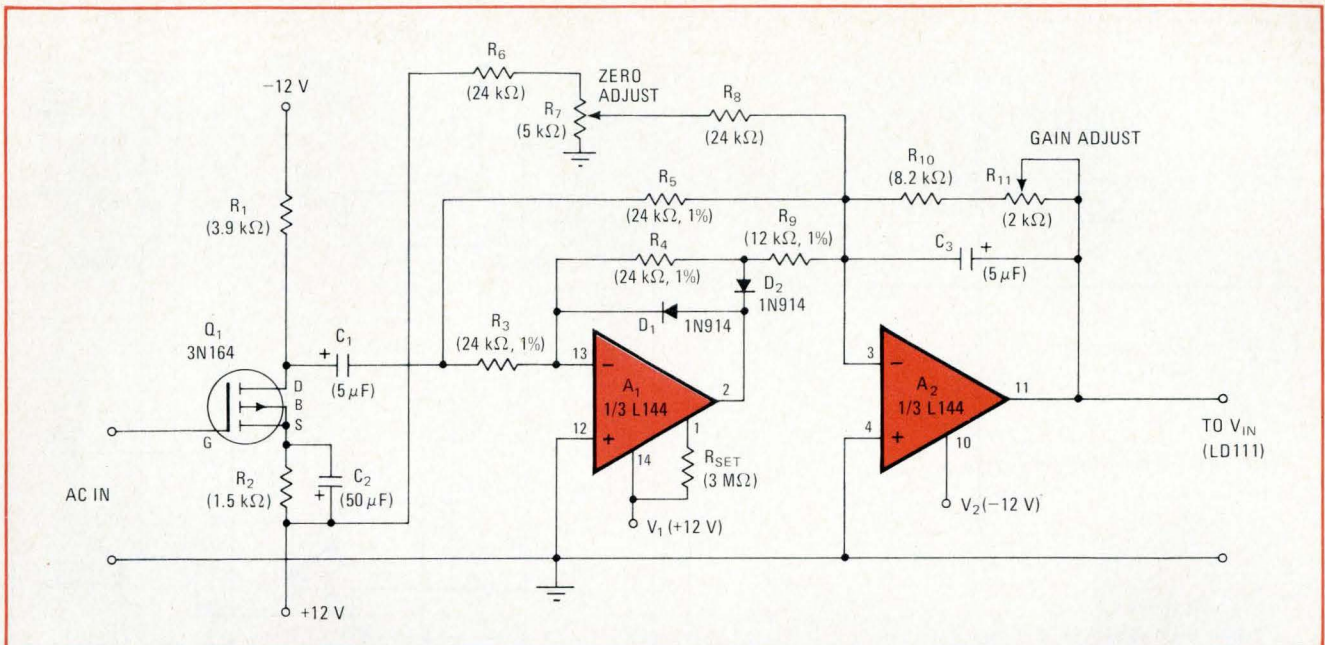 R6
(24 kΩ)
ZERO
ADJUST
R7
(5 kΩ)
R8
(24 kΩ)
−12 V
GAIN ADJUST
R10
(8.2 kΩ)
R11
(2 kΩ)
R5
(24 kΩ, 1%)
R1
(3.9 kΩ)
R4
(24 kΩ, 1%)
R9
(12 kΩ, 1%)
C3
+
(5 μF)
D2
1N914
D1
1N914
Q1
3N164
+
C1
(5 μF)
R3
(24 kΩ, 1%)
D
B
S
G
13
−
A1
1/3 L144
2
+
12
1
14
3
−
A2
1/3 L144
11
+
4
10
TO VIN
(LD111)
R2
(1.5 kΩ)
C2
+
(50 μF)
RSET
(3 MΩ)
AC IN
V1 (+12 V)
V2 (−12 V)
+12 V